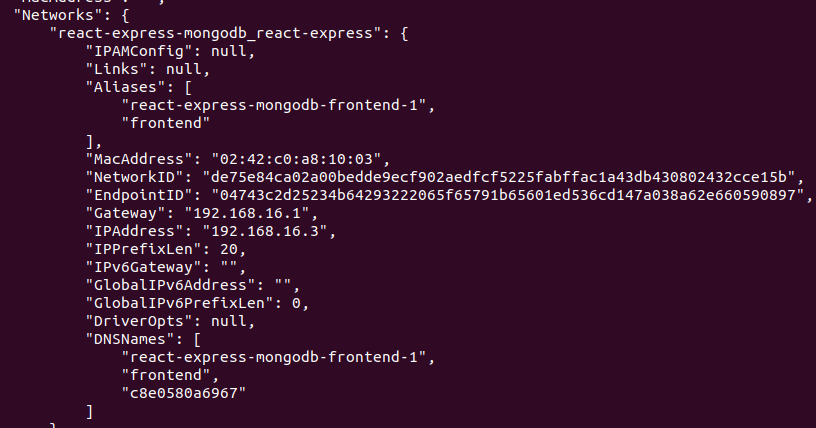 "Networks": {
"react-express-mongodb_react-express": {
"IPAMConfig": null,
"Links": null,
"Aliases": [
"react-express-mongodb-frontend-1",
"frontend"
],
"MacAddress": "02:42:c0:a8:10:03",
"NetworkID": "de75e84ca02a00bedde9ecf902aedfcf5225fabffac1a43db430802432cce15b",
"EndpointID": "04743c2d25234b64293222065f65791b65601ed536cd147a038a62e660590897",
"Gateway": "192.168.16.1",
"IPAddress": "192.168.16.3",
"IPPrefixLen": 20,
"IPv6Gateway": "",
"GlobalIPv6Address": "",
"GlobalIPv6PrefixLen": 0,
"DriverOpts": null,
"DNSNames": [
"react-express-mongodb-frontend-1",
"frontend",
"c8e0580a6967"
]